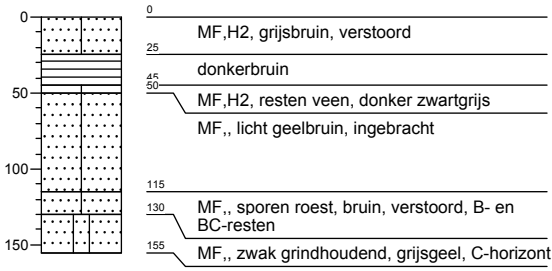 0
0
MF,H2, grijsbruin, verstoord
25
donkerbruin
45
50
50
MF,H2, resten veen, donker zwartgrijs
MF,, licht geelbruin, ingebracht
100
115
MF,, sporen roest, bruin, verstoord, B- en
BC-resten
130
150
155
MF,, zwak grindhoudend, grijsgeel, C-horizont